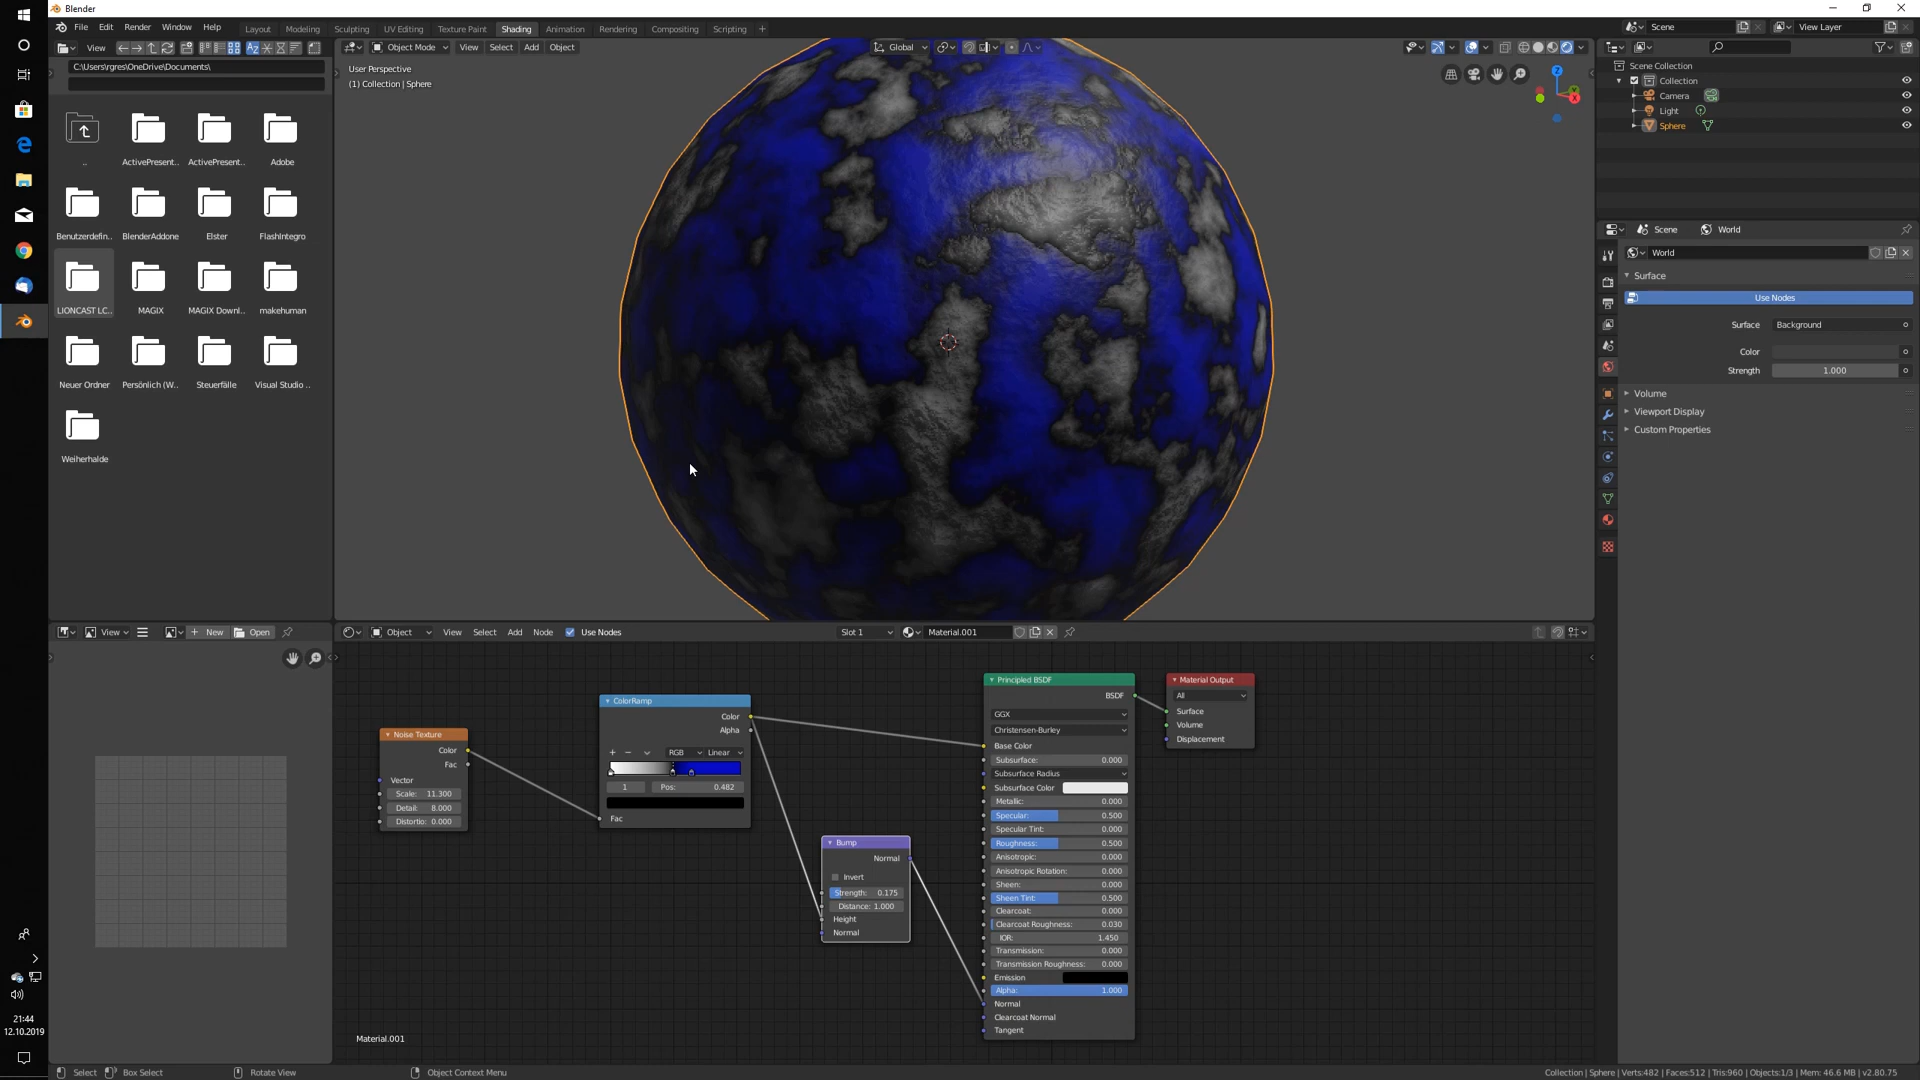 Blender
File Edit Render Window Help
Layout Modeling Sculpting UV Editing Texture Paint Shading Animation Rendering Compositing Scripting +
Scene
View Layer
View
Object Mode View Select Add Object
Global
C:\Users\rgres\OneDrive\Documents\
User Perspective
(1) Collection | Sphere
..
ActivePresent..
ActivePresent..
Adobe
Benutzerdefin..
BlenderAddone
Elster
FlashIntegro
LIONCAST LC..
MAGIX
MAGIX Downl..
makehuman
Neuer Ordner
Persönlich (W..
Steuerfälle
Visual Studio ..
Weiherhalde
Scene Collection
Collection
Camera
Light
Sphere
Scene World
World
Surface
Use Nodes
Surface Background
Color
Strength 1.000
Volume
Viewport Display
Custom Properties
View + New Open
Object View Select Add Node Use Nodes
Slot 1
Material.001
Noise Texture
Color
Fac
Vector
Scale: 11.300
Detail: 8.000
Distortio: 0.000
ColorRamp
Color
Alpha
+ − RGB Linear
1 Pos: 0.482
Fac
Bump
Normal
Invert
Strength: 0.175
Distance: 1.000
Height
Normal
Principled BSDF
BSDF
GGX
Christensen-Burley
Base Color
Subsurface: 0.000
Subsurface Radius
Subsurface Color
Metallic: 0.000
Specular: 0.500
Specular Tint: 0.000
Roughness: 0.500
Anisotropic: 0.000
Anisotropic Rotation: 0.000
Sheen: 0.000
Sheen Tint: 0.500
Clearcoat: 0.000
Clearcoat Roughness: 0.030
IOR: 1.450
Transmission: 0.000
Transmission Roughness: 0.000
Emission
Alpha: 1.000
Normal
Clearcoat Normal
Tangent
Material Output
All
Surface
Volume
Displacement
Material.001
21:44
12.10.2019
Select Box Select Rotate View Object Context Menu
Collection | Sphere | Verts:482 | Faces:512 | Tris:960 | Objects:1/3 | Mem: 46.6 MB | v2.80.75